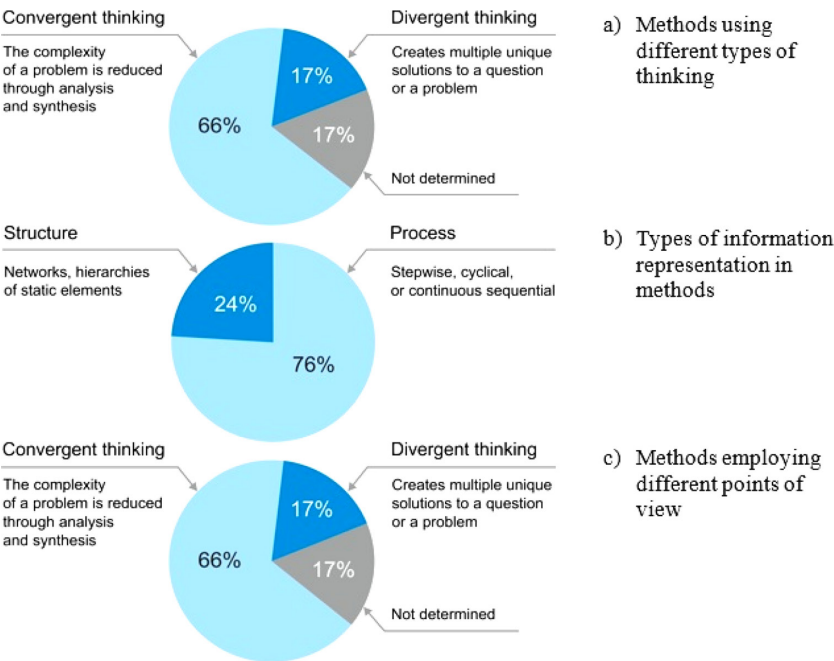 Convergent thinking
The complexity
of a problem is reduced
through analysis
and synthesis
66%
17%
17%
Divergent thinking
Creates multiple unique
solutions to a question
or a problem
Not determined
a) Methods using
different types of
thinking
Structure
Networks, hierarchies
of static elements
24%
76%
Process
Stepwise, cyclical,
or continuous sequential
b) Types of information
representation in
methods
Convergent thinking
The complexity
of a problem is reduced
through analysis
and synthesis
66%
17%
17%
Divergent thinking
Creates multiple unique
solutions to a question
or a problem
Not determined
c) Methods employing
different points of
view